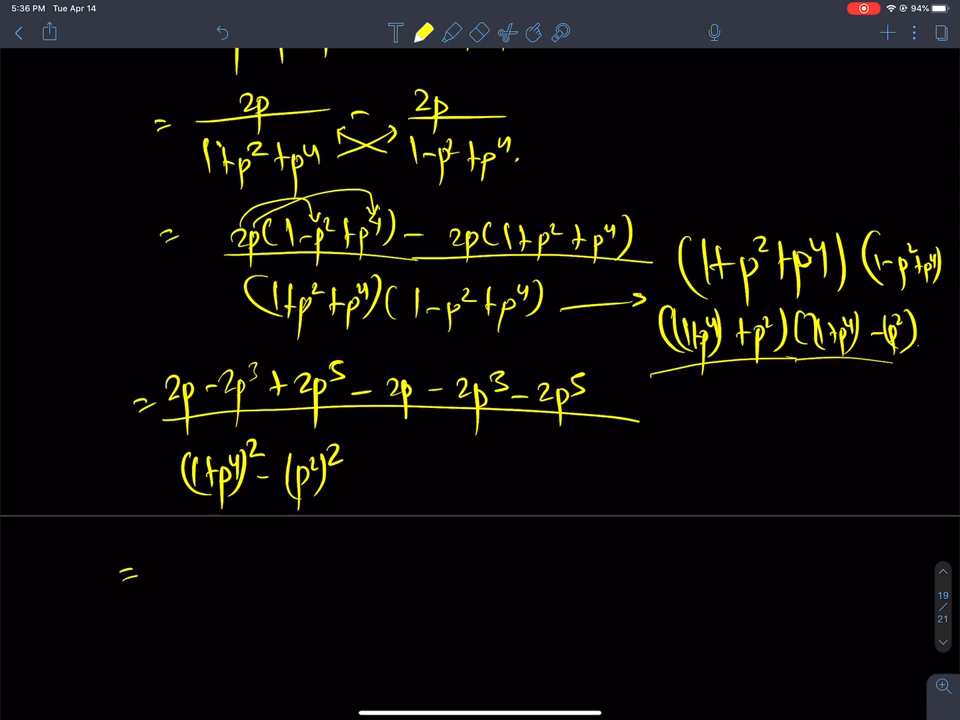 5:36 PM Tue Apr 14
94%
= 2p / 1+p²+p⁴ - 2p / 1-p²+p⁴.
= 2p(1-p²+p⁴) - 2p(1+p²+p⁴)
(1+p²+p⁴)(1-p²+p⁴) →
(1+p²+p⁴)(1-p²+p⁴)
((1+p⁴)+p²)((1+p⁴)-(p²).
= 2p-2p³+2p⁵-2p-2p³-2p⁵
(1+p⁴)²-(p²)²
=
19
/
21